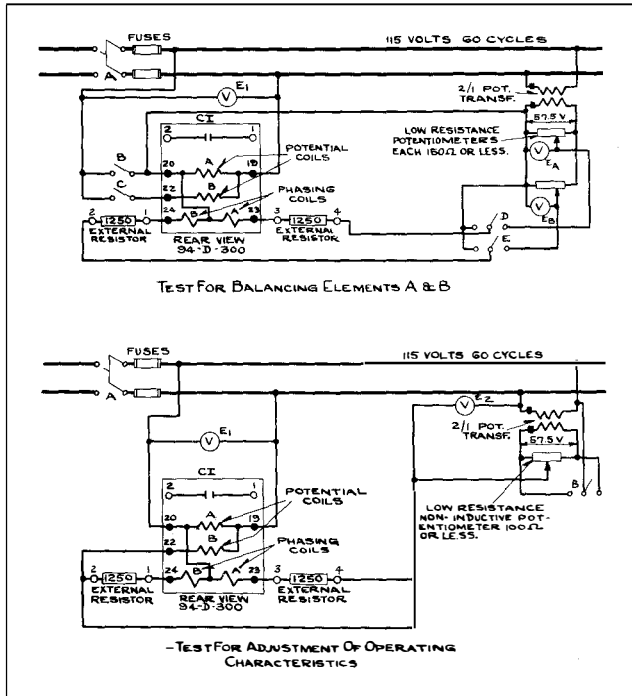 FUSES
115 VOLTS 60 CYCLES
A
E1
V
2/1 POT.
TRANSF.
57.5 V
CI
2 1
LOW RESISTANCE
POTENTIOMETERS
EACH 150Ω OR LESS.
B
20 A 19
POTENTIAL
COILS
V EA
C
22 B
PHASING
COILS
2 1250 1 24 B A 23 3 1250 4
EXTERNAL
RESISTOR
REAR VIEW
94-D-300
EXTERNAL
RESISTOR
D
E
V
EB
TEST FOR BALANCING ELEMENTS A & B
FUSES
115 VOLTS 60 CYCLES
A
V E2
E1
V
2/1 POT.
TRANSF.
57.5 V
CI
2 1
B
POTENTIAL
COILS
20 A 19
LOW RESISTANCE
NON-INDUCTIVE POT-
ENTIOMETER 100Ω
OR LESS.
22 B
PHASING
COILS
2 1250 1 24 B A 23 3 1250 4
EXTERNAL
RESISTOR
REAR VIEW
94-D-300
EXTERNAL
RESISTOR
-TEST FOR ADJUSTMENT OF OPERATING
CHARACTERISTICS